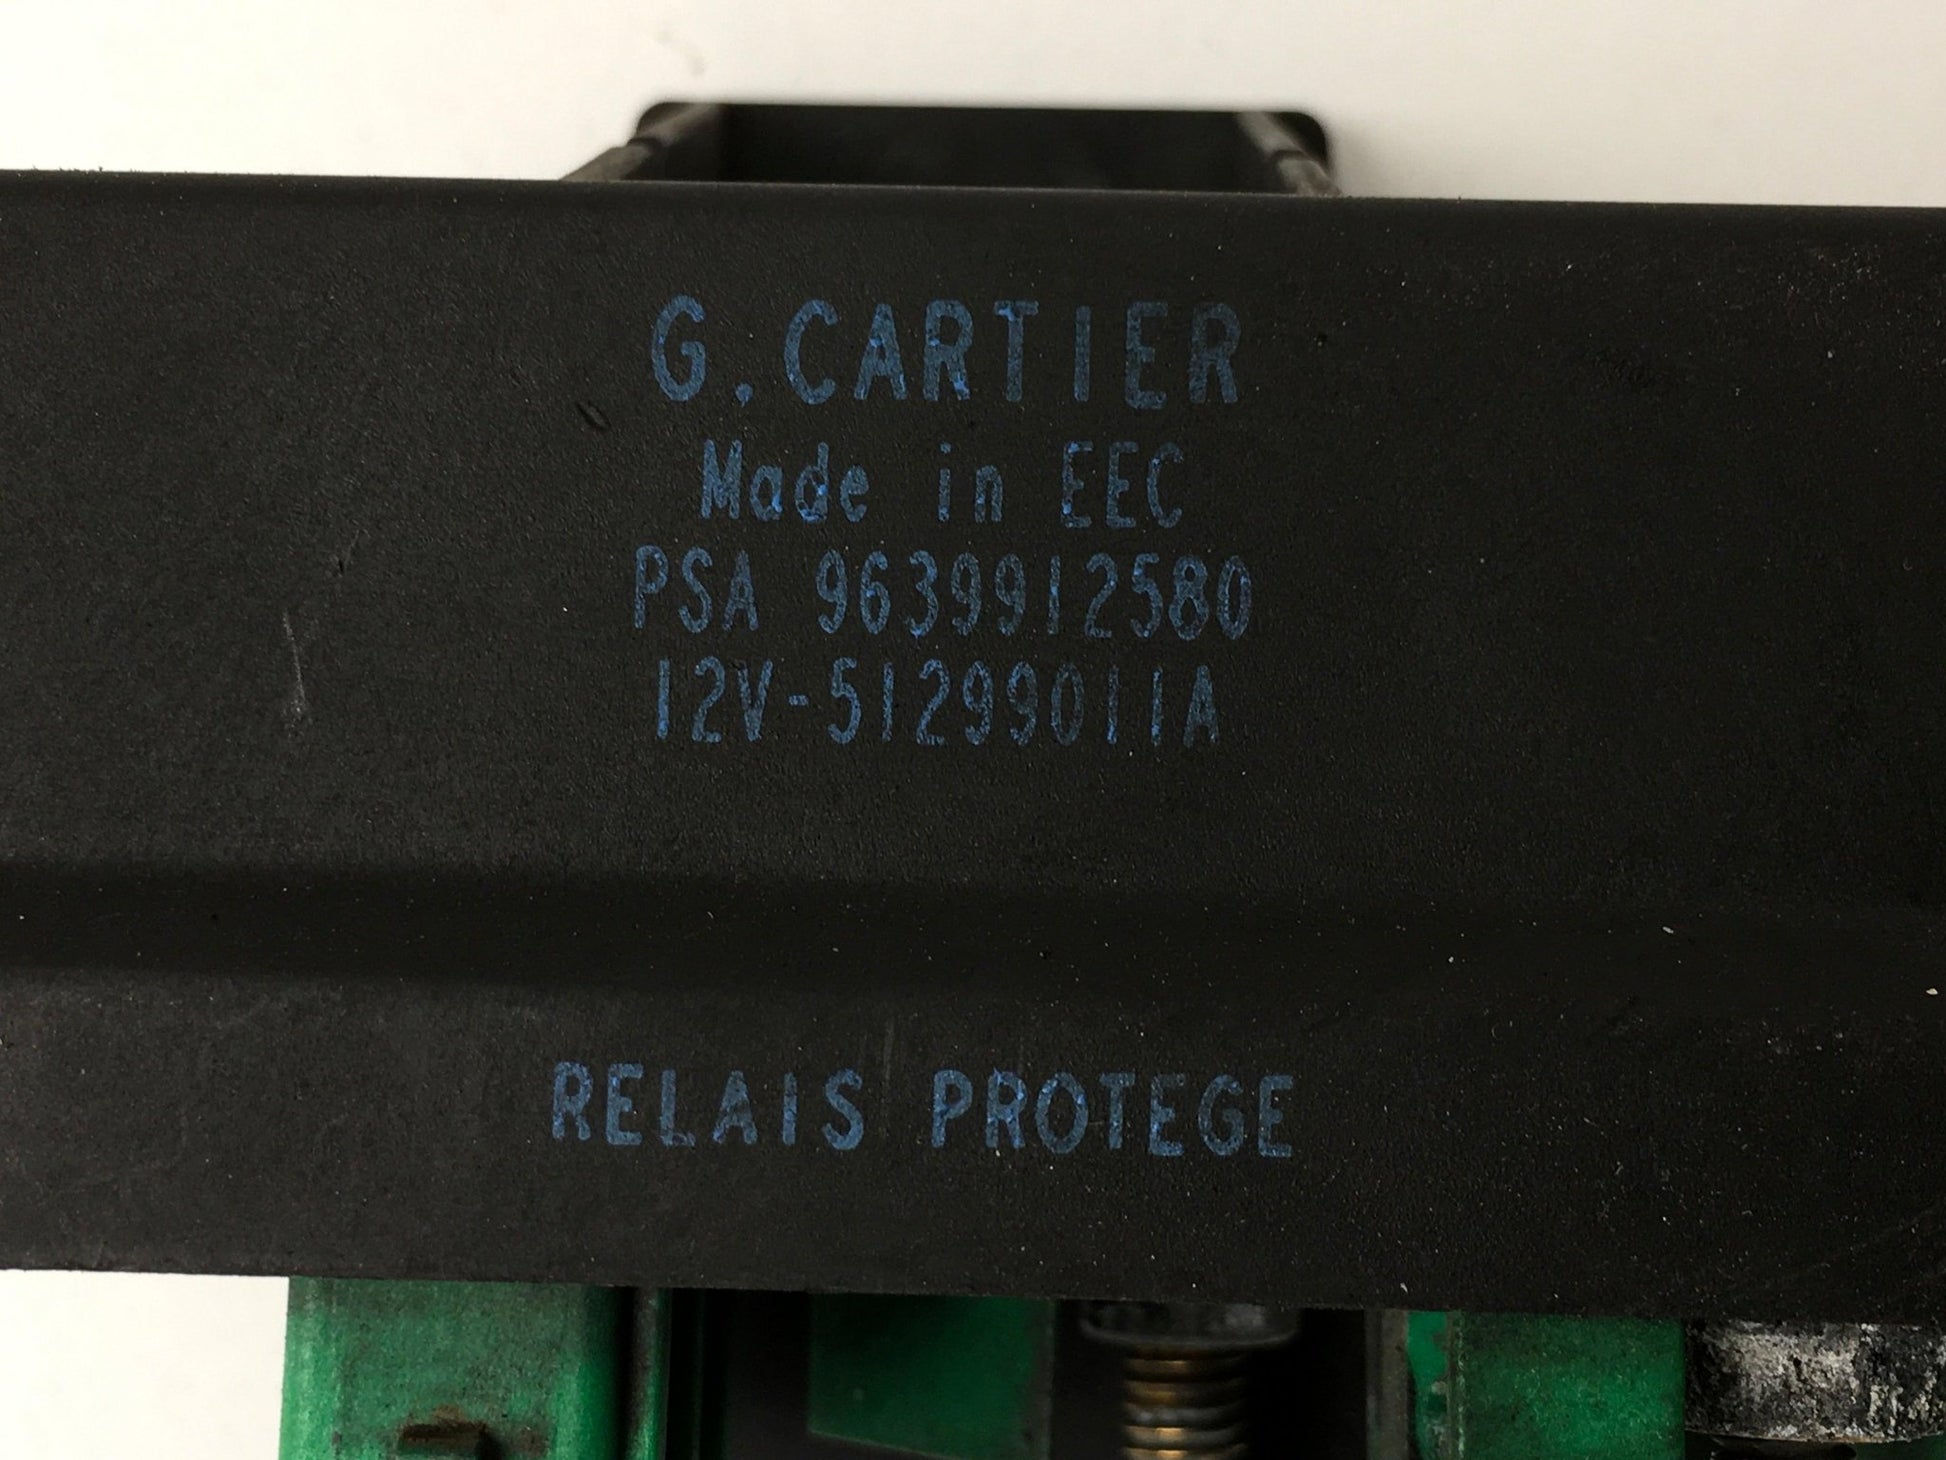 G.CARTIER
Made in EEC
PSA 9639912580
12V-51299011A
RELAIS PROTEGE